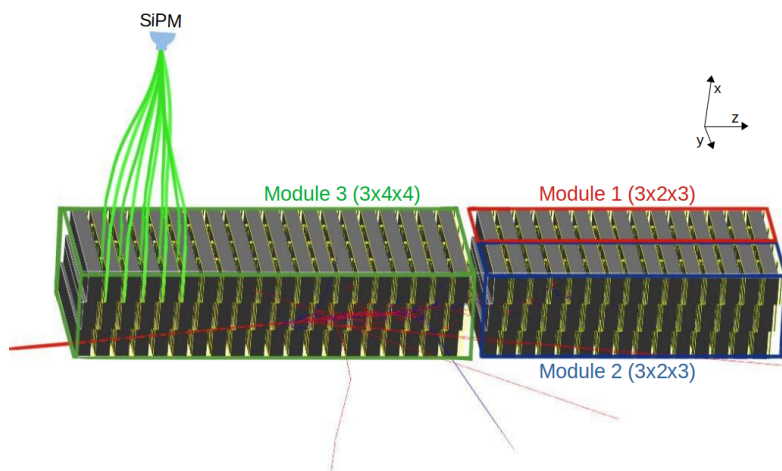 SiPM
x
z
y
Module 3 (3x4x4)
Module 1 (3x2x3)
Module 2 (3x2x3)